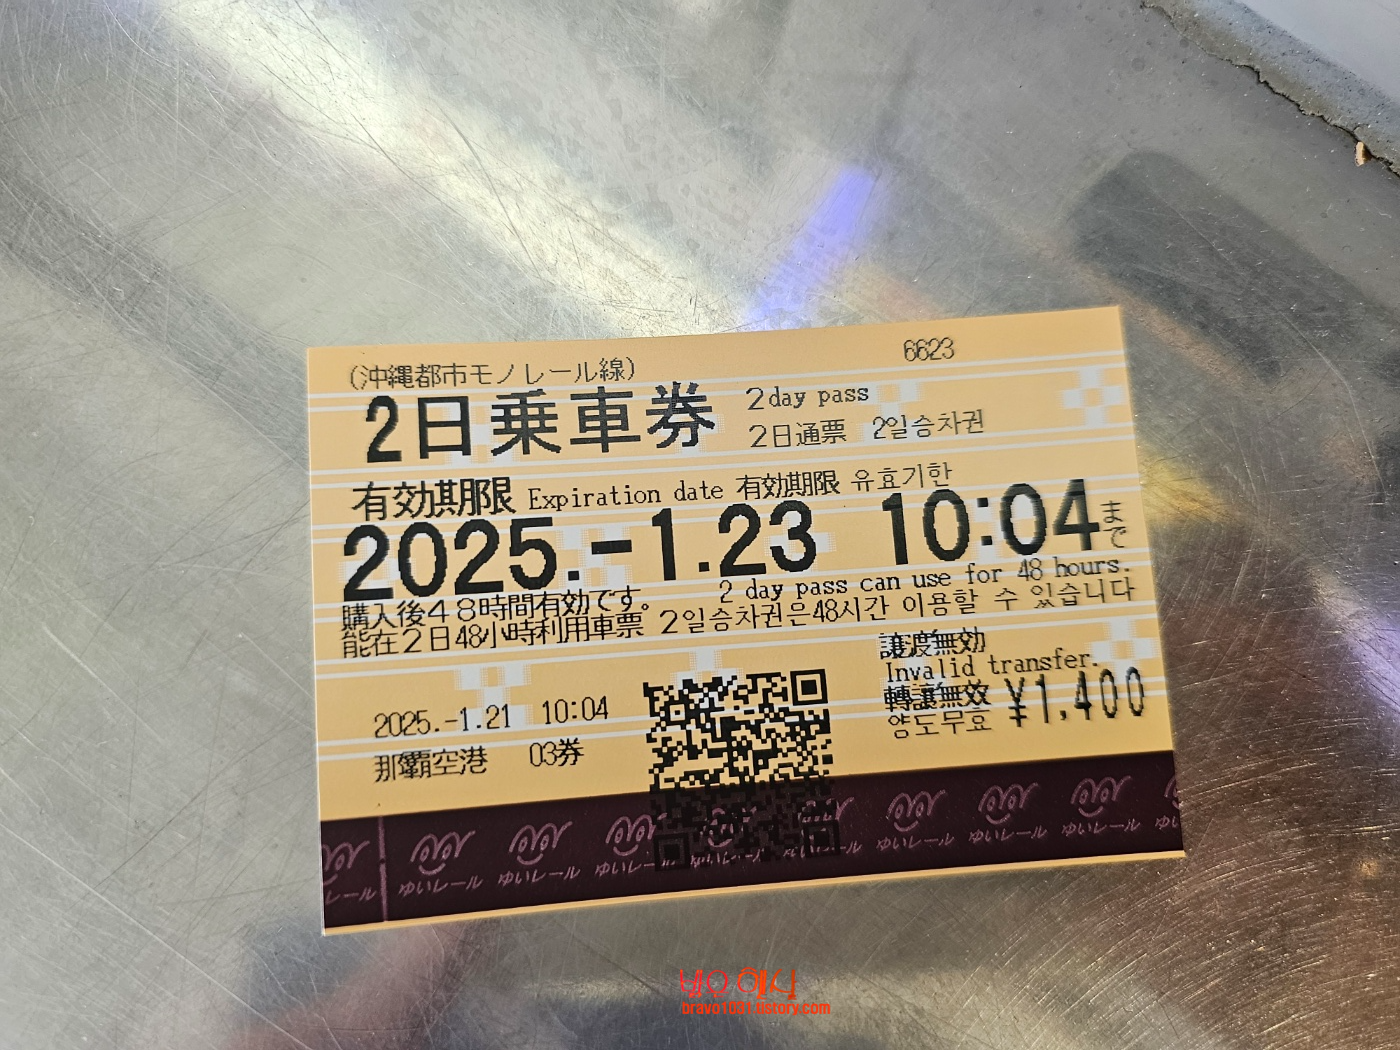 (沖縄都市モノレール線)
6623
2日乗車券
2day pass
2日通票 2일승차권
有効期限 Expiration date 有効期限 유효기한
2025.-1.23 10:04まで
購入後48時間有効です。 2 day pass can use for 48 hours.
能在2日48小時利用車票 2일승차권은48시간 이용할 수 있습니다
譲渡無効
Invalid transfer.
轉讓無效
양도무효
¥1,400
2025.-1.21 10:04
那覇空港 03券
ゆいレール ゆいレール ゆいレール ゆいレール ゆいレール ゆいレール ゆいレール ゆいレール
bravo1031.tistory.com